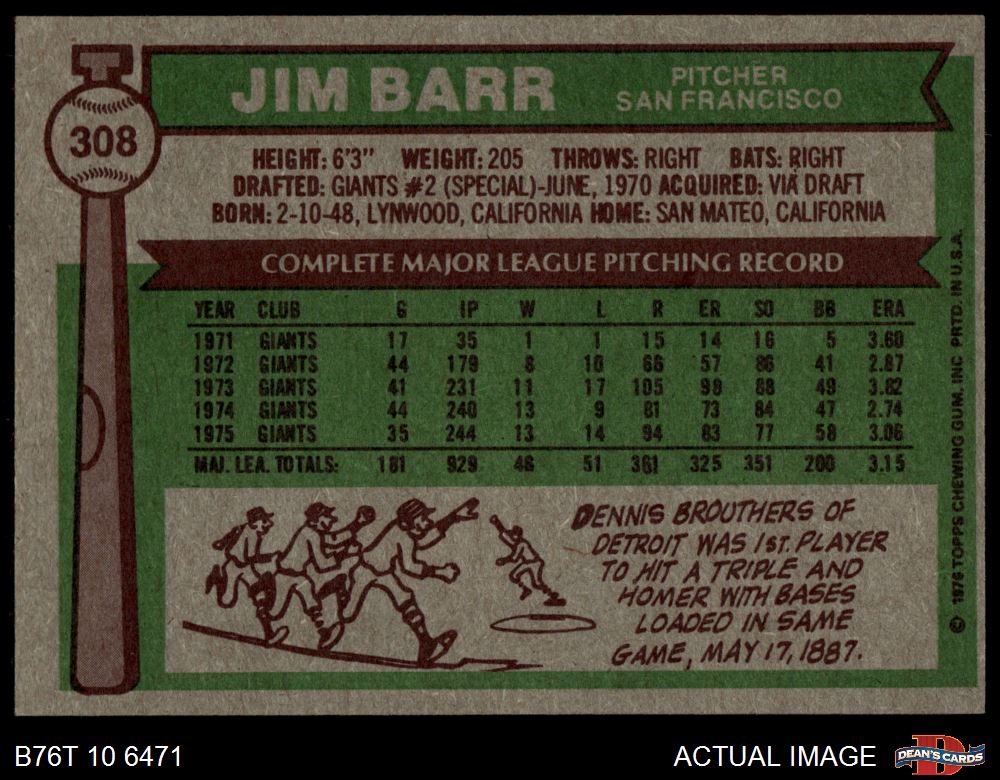 308
JIM BARR
PITCHER
SAN FRANCISCO
HEIGHT: 6'3" WEIGHT: 205 THROWS: RIGHT BATS: RIGHT
DRAFTED: GIANTS #2 (SPECIAL)-JUNE, 1970 ACQUIRED: VIA DRAFT
BORN: 2-10-48, LYNWOOD, CALIFORNIA HOME: SAN MATEO, CALIFORNIA
COMPLETE MAJOR LEAGUE PITCHING RECORD
YEAR CLUB G IP W L R ER SO BB ERA
1971 GIANTS 17 35 1 1 15 14 16 5 3.60
1972 GIANTS 44 179 8 10 66 57 86 41 2.87
1973 GIANTS 41 231 11 17 105 98 88 49 3.82
1974 GIANTS 44 240 13 9 81 73 84 47 2.74
1975 GIANTS 35 244 13 14 94 83 77 58 3.06
MAJ. LEA. TOTALS: 181 929 46 51 361 325 351 200 3.15
DENNIS BROUTHERS OF
DETROIT WAS 1ST. PLAYER
TO HIT A TRIPLE AND
HOMER WITH BASES
LOADED IN SAME
GAME, MAY 17, 1887.
© 1976 TOPPS CHEWING GUM, INC PRTD. IN U.S.A.
B76T 10 6471
ACTUAL IMAGE
DEAN'S CARDS